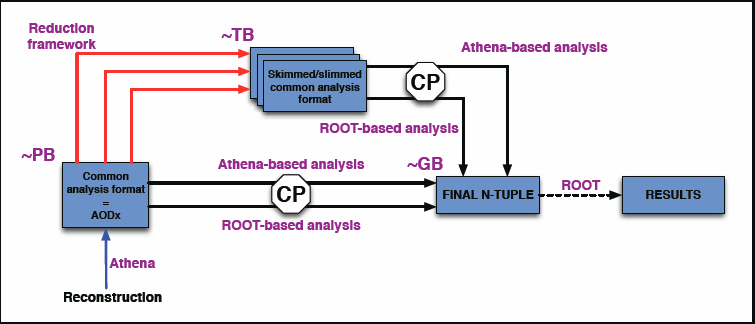 Reduction
framework
~TB
Athena-based analysis
Skimmed/slimmed
common analysis
format
CP
ROOT-based analysis
~PB
Athena-based analysis
~GB
Common
analysis format
=
AODx
CP
FINAL N-TUPLE
ROOT
RESULTS
ROOT-based analysis
Athena
Reconstruction